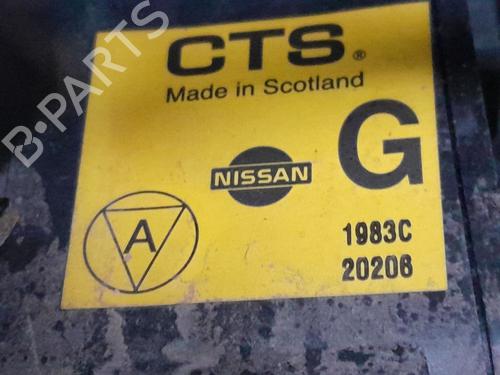 CTS®
Made in Scotland
G
NISSAN
A
1983C
20206
B-PARTS